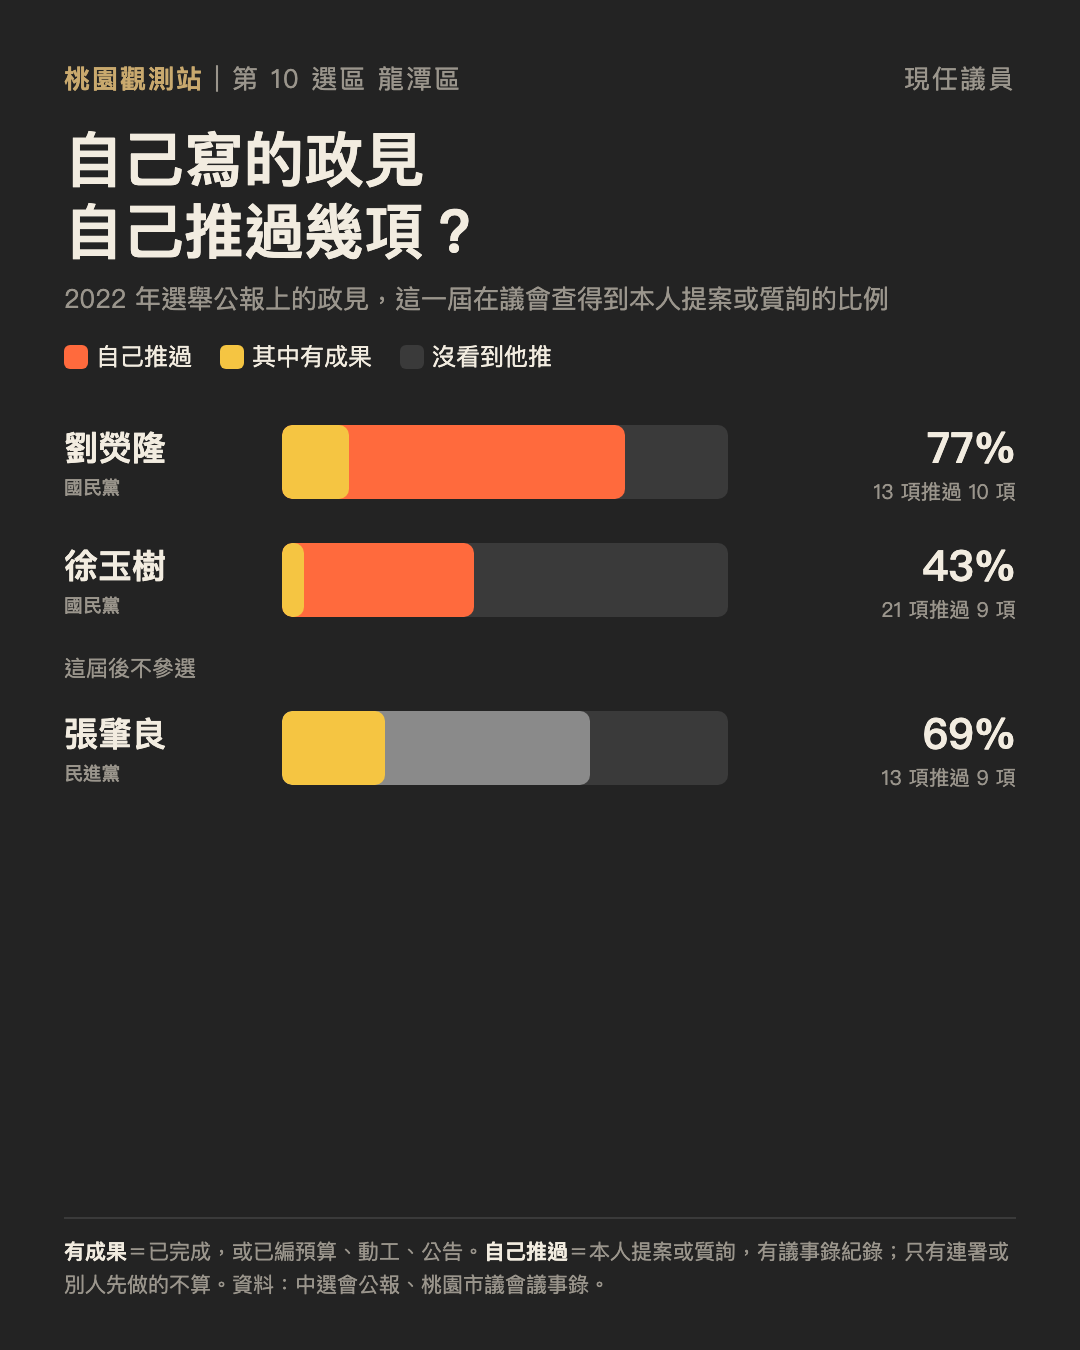 桃園觀測站｜第 10 選區 龍潭區
現任議員
自己寫的政見
自己推過幾項？
2022 年選舉公報上的政見，這一屆在議會查得到本人提案或質詢的比例
自己推過 其中有成果 沒看到他推
劉熒隆
國民黨
77%
13 項推過 10 項
徐玉樹
國民黨
43%
21 項推過 9 項
這屆後不參選
張肇良
民進黨
69%
13 項推過 9 項
有成果＝已完成，或已編預算、動工、公告。自己推過＝本人提案或質詢，有議事錄紀錄；只有連署或
別人先做的不算。資料：中選會公報、桃園市議會議事錄。